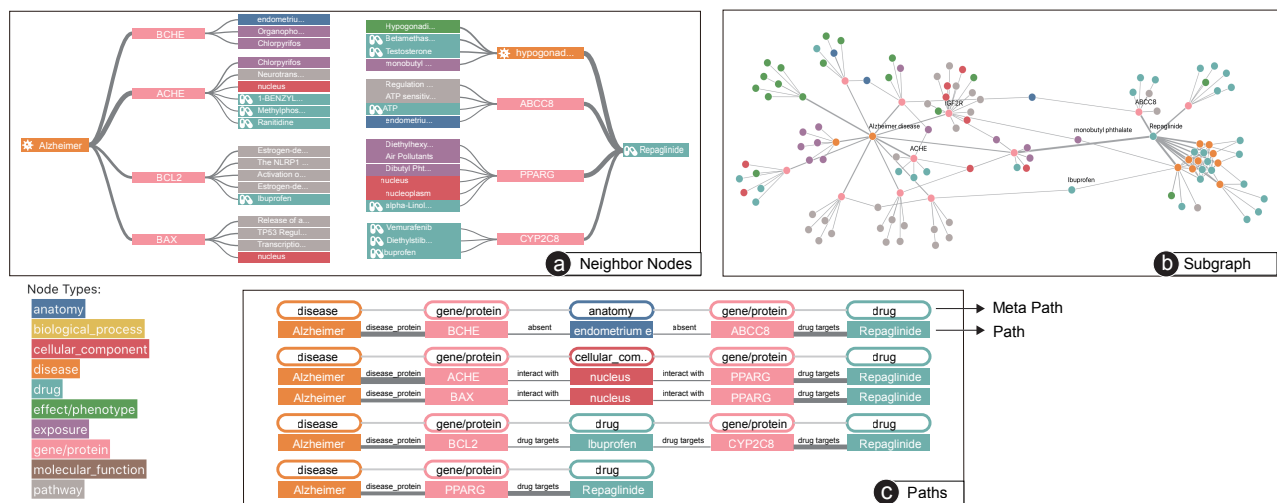 Alzheimer
BCHE
endometriu...
Organopho...
Chlorpyrifos
ACHE
Chlorpyrifos
Neurotrans...
nucleus
1-BENZYL...
Methylphos...
Ranitidine
BCL2
Estrogen-de...
The NLRP1 ...
Activation o...
Estrogen-de...
Ibuprofen
BAX
Release of a...
TP53 Regul...
Transcriptio...
nucleus
Hypogonadi...
Betamethas...
Testosterone
monobutyl ...
hypogonad...
Regulation ...
ATP sensitiv...
ATP
endometriu...
ABCC8
Diethylhexy...
Air Pollutants
Dibutyl Pht...
nucleus
nucleoplasm
alpha-Linol...
PPARG
Vemurafenib
Diethylstilb...
Ibuprofen
CYP2C8
Repaglinide
a Neighbor Nodes
IGF2R
ABCC8
Alzheimer disease
monobutyl phthalate
Repaglinide
ACHE
Ibuprofen
b Subgraph
Node Types:
anatomy
biological_process
cellular_component
disease
drug
effect/phenotype
exposure
gene/protein
molecular_function
pathway
disease gene/protein anatomy gene/protein drug Meta Path
Alzheimer disease_protein BCHE absent endometrium e absent ABCC8 drug targets Repaglinide Path
disease gene/protein cellular_com.. gene/protein drug
Alzheimer disease_protein ACHE interact with nucleus interact with PPARG drug targets Repaglinide
Alzheimer disease_protein BAX interact with nucleus interact with PPARG drug targets Repaglinide
disease gene/protein drug gene/protein drug
Alzheimer disease_protein BCL2 drug targets Ibuprofen drug targets CYP2C8 drug targets Repaglinide
disease gene/protein drug
Alzheimer disease_protein PPARG drug targets Repaglinide
c Paths